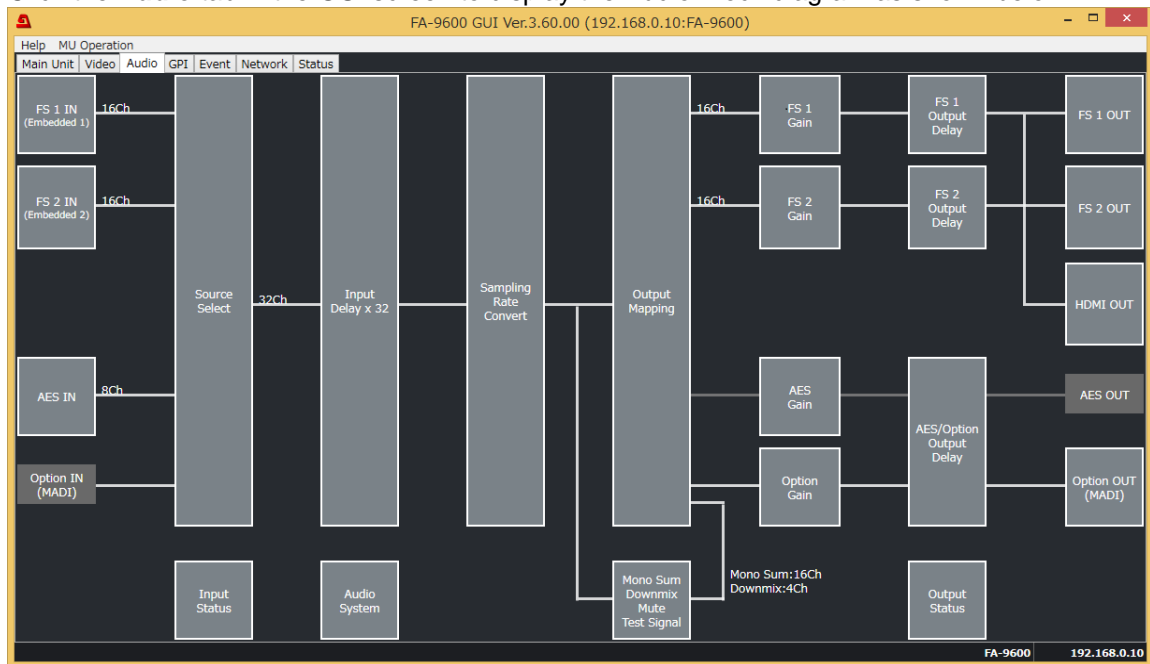 FA-9600 GUI Ver.3.60.00 (192.168.0.10:FA-9600)
Help MU Operation
Main Unit Video Audio GPI Event Network Status
FS 1 IN
(Embedded 1)
16Ch
FS 2 IN
(Embedded 2)
16Ch
AES IN
8Ch
Option IN
(MADI)
Source
Select
32Ch
Input
Delay x 32
Sampling
Rate
Convert
Output
Mapping
16Ch
FS 1
Gain
FS 1
Output
Delay
FS 1 OUT
16Ch
FS 2
Gain
FS 2
Output
Delay
FS 2 OUT
HDMI OUT
AES
Gain
AES/Option
Output
Delay
AES OUT
Option
Gain
Option OUT
(MADI)
Input
Status
Audio
System
Mono Sum
Downmix
Mute
Test Signal
Mono Sum:16Ch
Downmix:4Ch
Output
Status
FA-9600 192.168.0.10